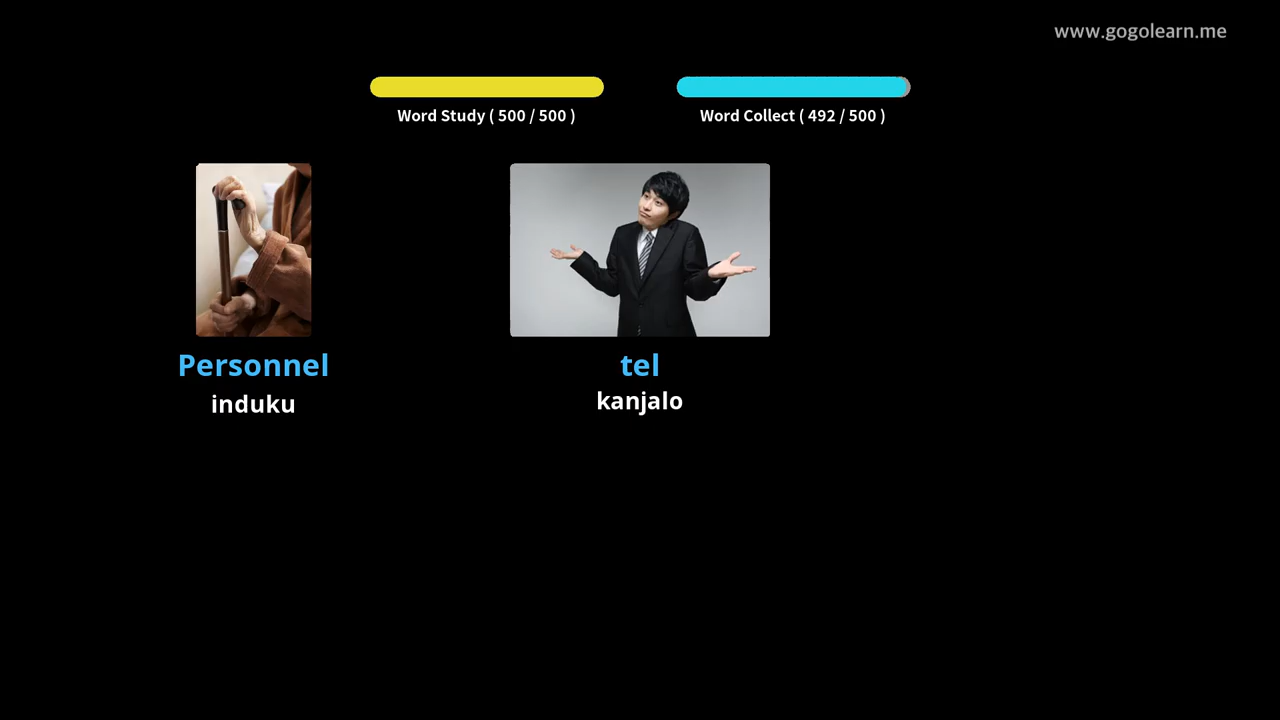 www.gogolearn.me
Word Study ( 500 / 500 )
Word Collect ( 492 / 500 )
Personnel
induku
tel
kanjalo